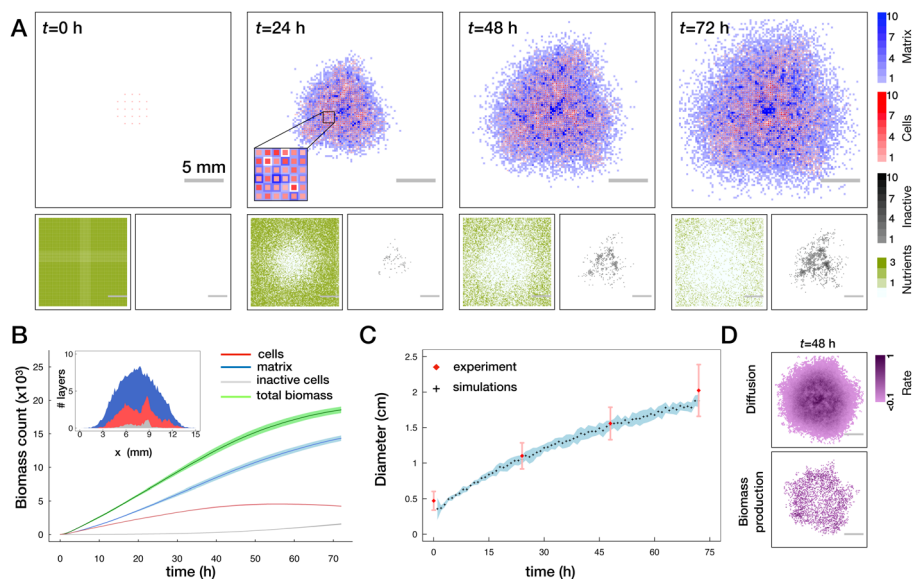 A
t=0 h
t=24 h
t=48 h
t=72 h
5 mm
10
7
4
1
Matrix
10
7
4
1
Cells
10
7
4
1
Inactive
3
1
Nutrients
B
Biomass count (x10³)
25
20
15
10
5
0
0 10 20 30 40 50 60 70
time (h)
# layers
10
5
0
0 3 6 9 12 15
x (mm)
cells
matrix
inactive cells
total biomass
C
Diameter (cm)
2.5
2
1.5
1
0.5
0
0 15 30 45 60 75
time (h)
experiment
simulations
D
t=48 h
Diffusion
Biomass
production
1
<0.1
Rate